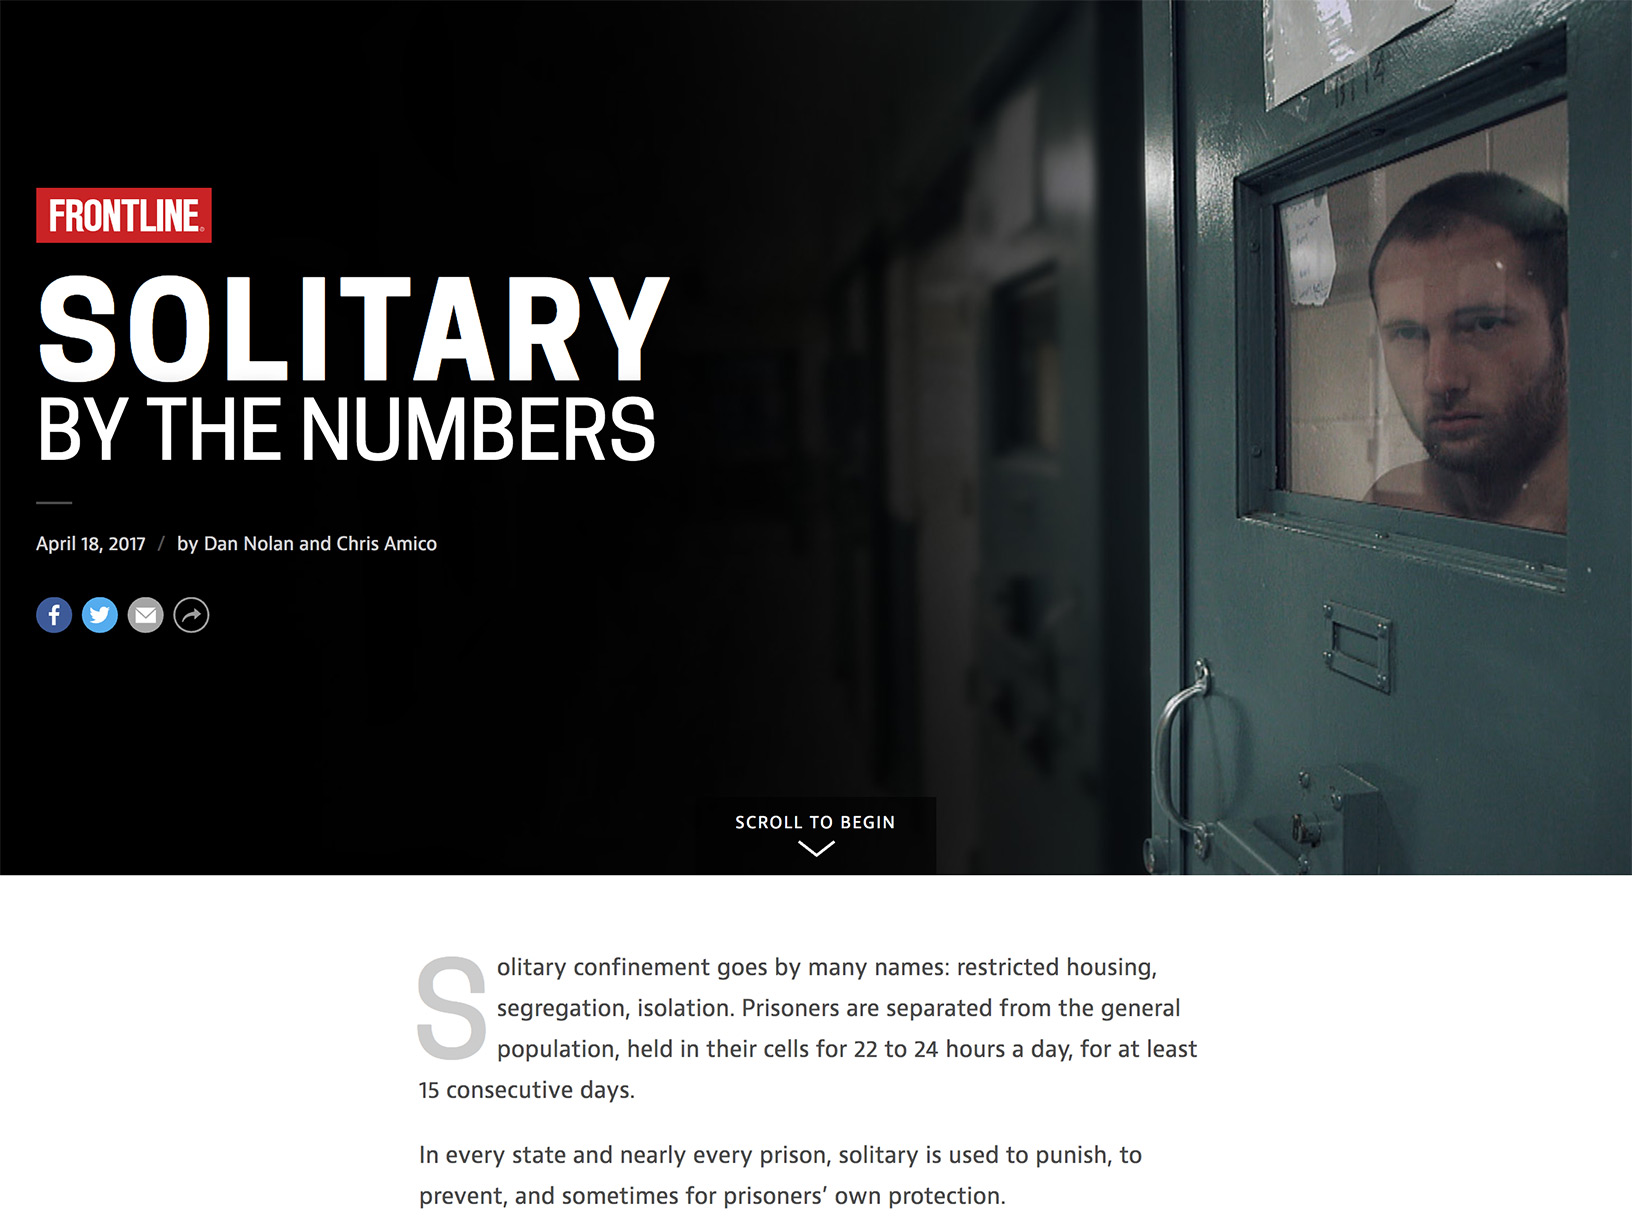 FRONTLINE
SOLITARY
BY THE NUMBERS
April 18, 2017 / by Dan Nolan and Chris Amico
SCROLL TO BEGIN
Solitary confinement goes by many names: restricted housing,
segregation, isolation. Prisoners are separated from the general
population, held in their cells for 22 to 24 hours a day, for at least
15 consecutive days.
In every state and nearly every prison, solitary is used to punish, to
prevent, and sometimes for prisoners’ own protection.